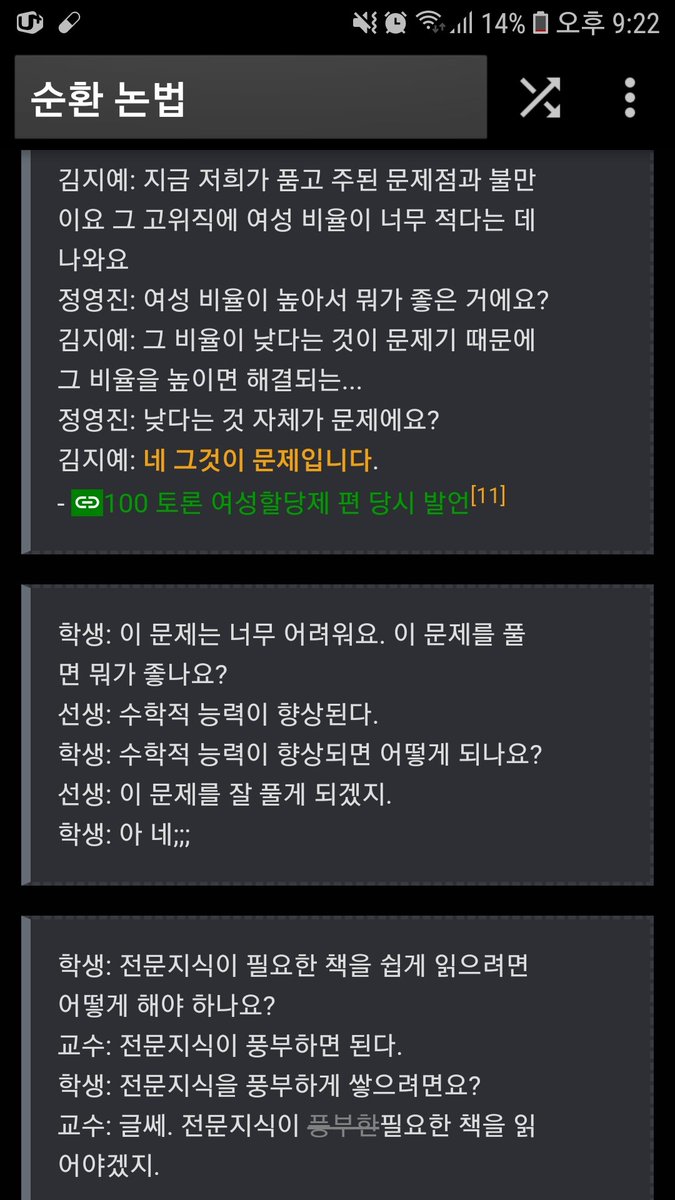 14% 오후 9:22
순환 논법
김지예: 지금 저희가 품고 주된 문제점과 불만
이요 그 고위직에 여성 비율이 너무 적다는 데
나와요
정영진: 여성 비율이 높아서 뭐가 좋은 거에요?
김지예: 그 비율이 낮다는 것이 문제기 때문에
그 비율을 높이면 해결되는...
정영진: 낮다는 것 자체가 문제에요?
김지예: 네 그것이 문제입니다.
- 100 토론 여성할당제 편 당시 발언[11]
학생: 이 문제는 너무 어려워요. 이 문제를 풀
면 뭐가 좋나요?
선생: 수학적 능력이 향상된다.
학생: 수학적 능력이 향상되면 어떻게 되나요?
선생: 이 문제를 잘 풀게 되겠지.
학생: 아 네;;;
학생: 전문지식이 필요한 책을 쉽게 읽으려면
어떻게 해야 하나요?
교수: 전문지식이 풍부하면 된다.
학생: 전문지식을 풍부하게 쌓으려면요?
교수: 글쎄. 전문지식이 풍부한필요한 책을 읽
어야겠지.